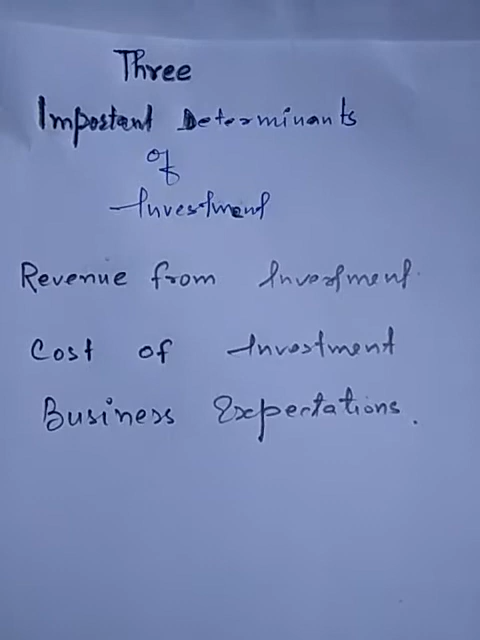 Three
Important Determinants
of
Investment
Revenue from Investment.
Cost of Investment
Business Expectations.